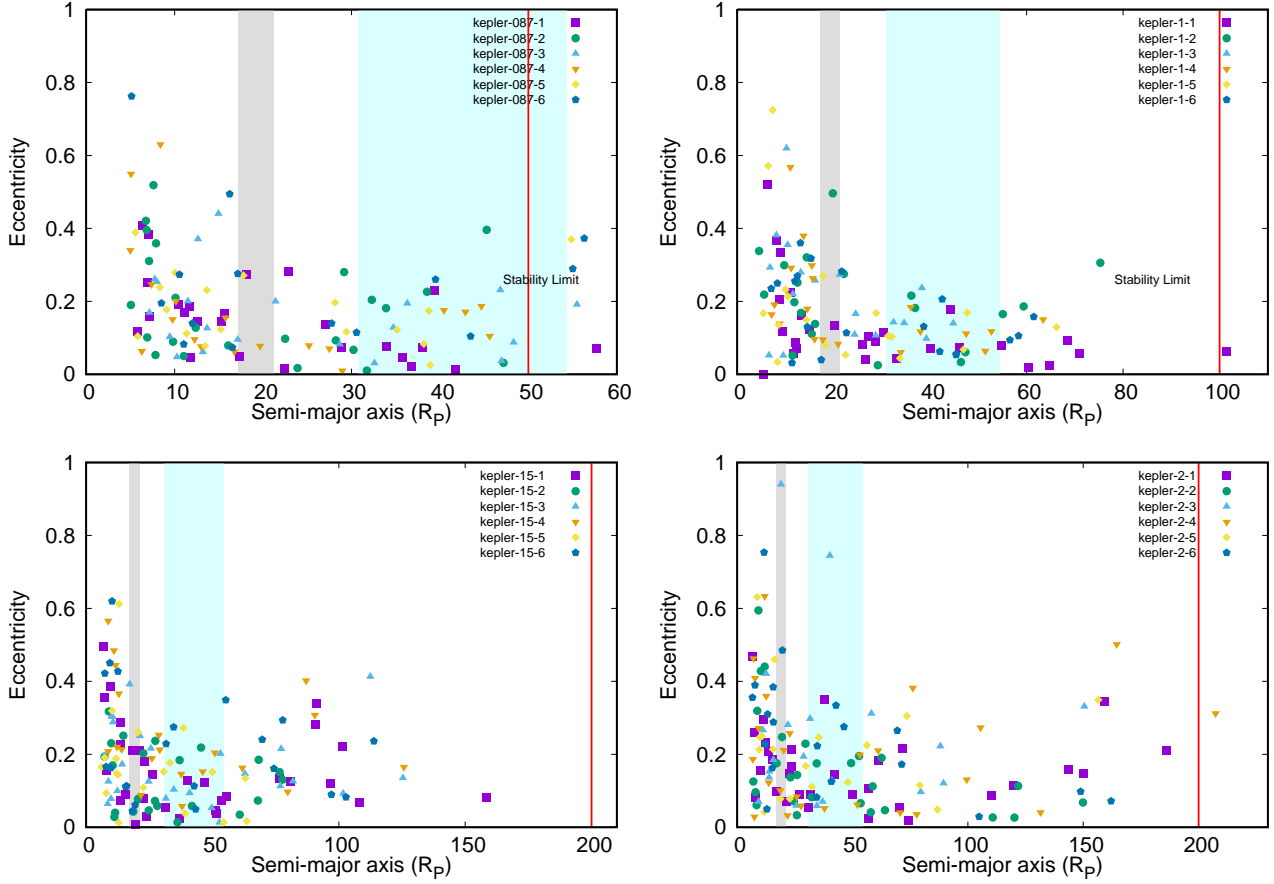 kepler-087-1
kepler-087-2
kepler-087-3
kepler-087-4
kepler-087-5
kepler-087-6
Stability Limit
Eccentricity
0
0.2
0.4
0.6
0.8
1
0 10 20 30 40 50 60
Semi-major axis (R_P)
kepler-1-1
kepler-1-2
kepler-1-3
kepler-1-4
kepler-1-5
kepler-1-6
Stability Limit
Eccentricity
0
0.2
0.4
0.6
0.8
1
0 20 40 60 80 100
Semi-major axis (R_P)
kepler-15-1
kepler-15-2
kepler-15-3
kepler-15-4
kepler-15-5
kepler-15-6
Eccentricity
0
0.2
0.4
0.6
0.8
1
0 50 100 150 200
Semi-major axis (R_P)
kepler-2-1
kepler-2-2
kepler-2-3
kepler-2-4
kepler-2-5
kepler-2-6
Eccentricity
0
0.2
0.4
0.6
0.8
1
0 50 100 150 200
Semi-major axis (R_P)